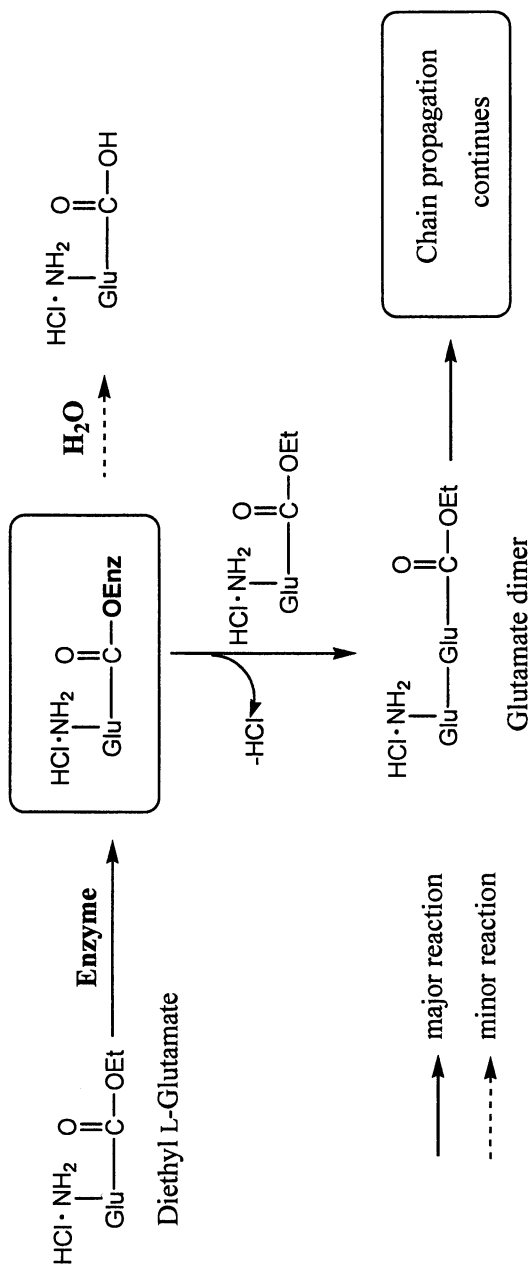 HCl• NH₂
O
Glu
C
OEt
Diethyl L-Glutamate
Enzyme
HCl•NH₂
O
Glu
C
OEnz
H₂O
HCl• NH₂
O
Glu
C
OH
-HCl
HCl• NH₂
O
Glu
C
OEt
HCl• NH₂
O
Glu
Glu
C
OEt
Glutamate dimer
Chain propagation
continues
major reaction
minor reaction